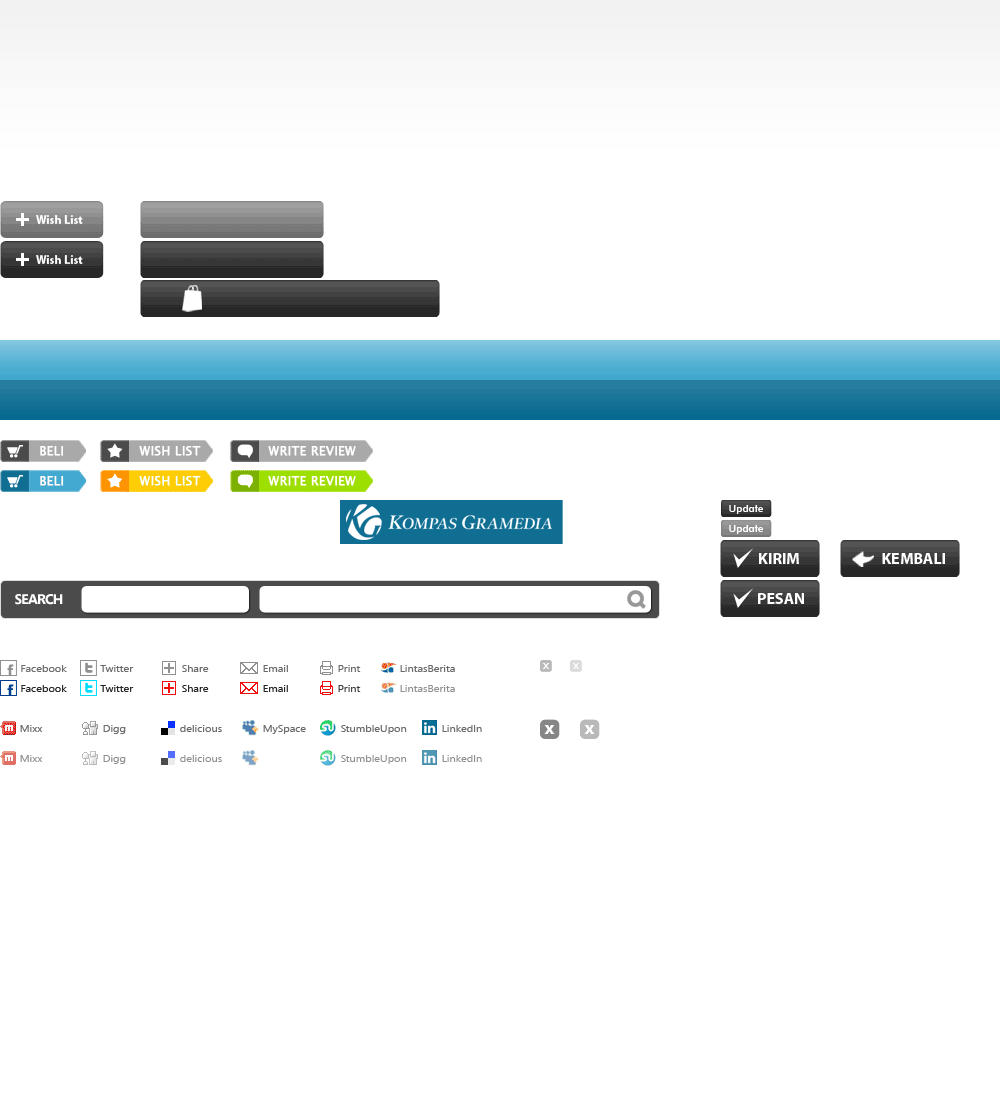 Wish List
Wish List
BELI WISH LIST WRITE REVIEW
BELI WISH LIST WRITE REVIEW
KOMPAS GRAMEDIA
Update
Update
KIRIM KEMBALI
PESAN
SEARCH
Facebook Twitter Share Email Print LintasBerita x x
Facebook Twitter Share Email Print LintasBerita
Mixx Digg delicious MySpace StumbleUpon LinkedIn x x
Mixx Digg delicious StumbleUpon LinkedIn